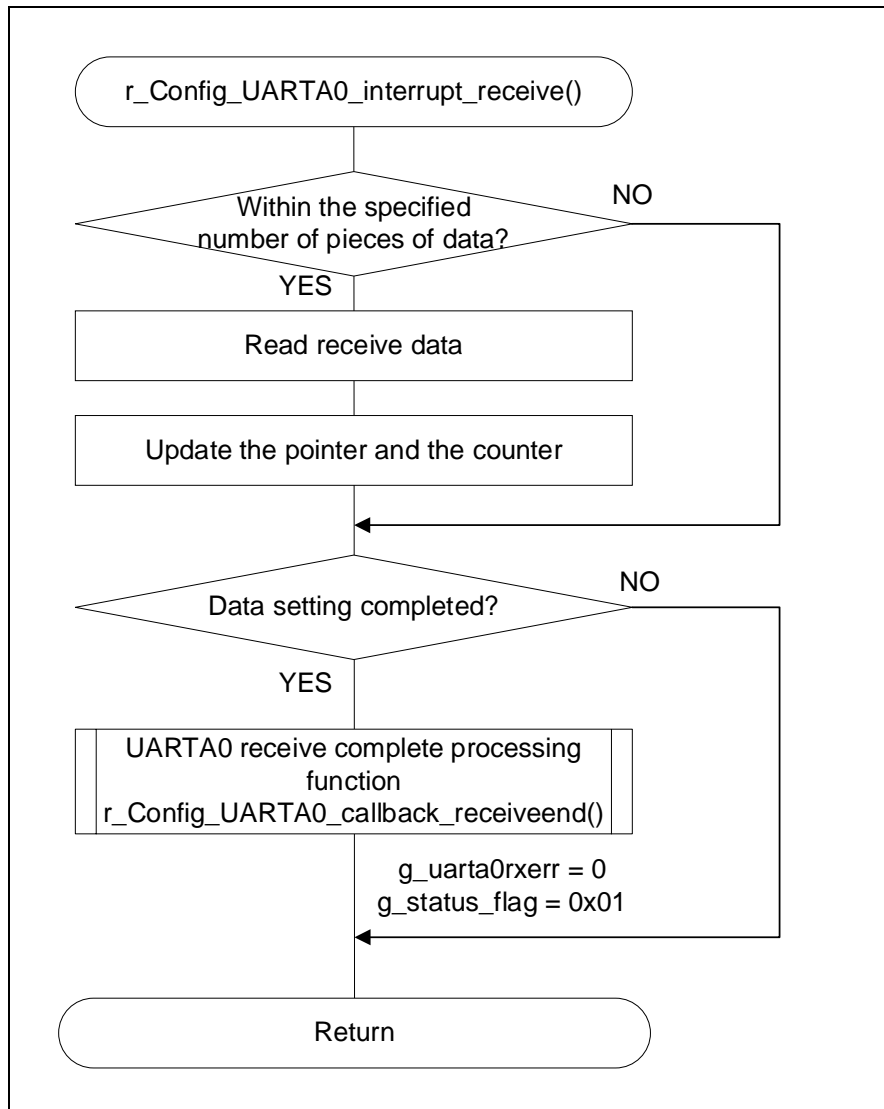 r_Config_UARTA0_interrupt_receive()
Within the specified
number of pieces of data?
NO
YES
Read receive data
Update the pointer and the counter
Data setting completed?
NO
YES
UARTA0 receive complete processing
function
r_Config_UARTA0_callback_receiveend()
g_uarta0rxerr = 0
g_status_flag = 0x01
Return